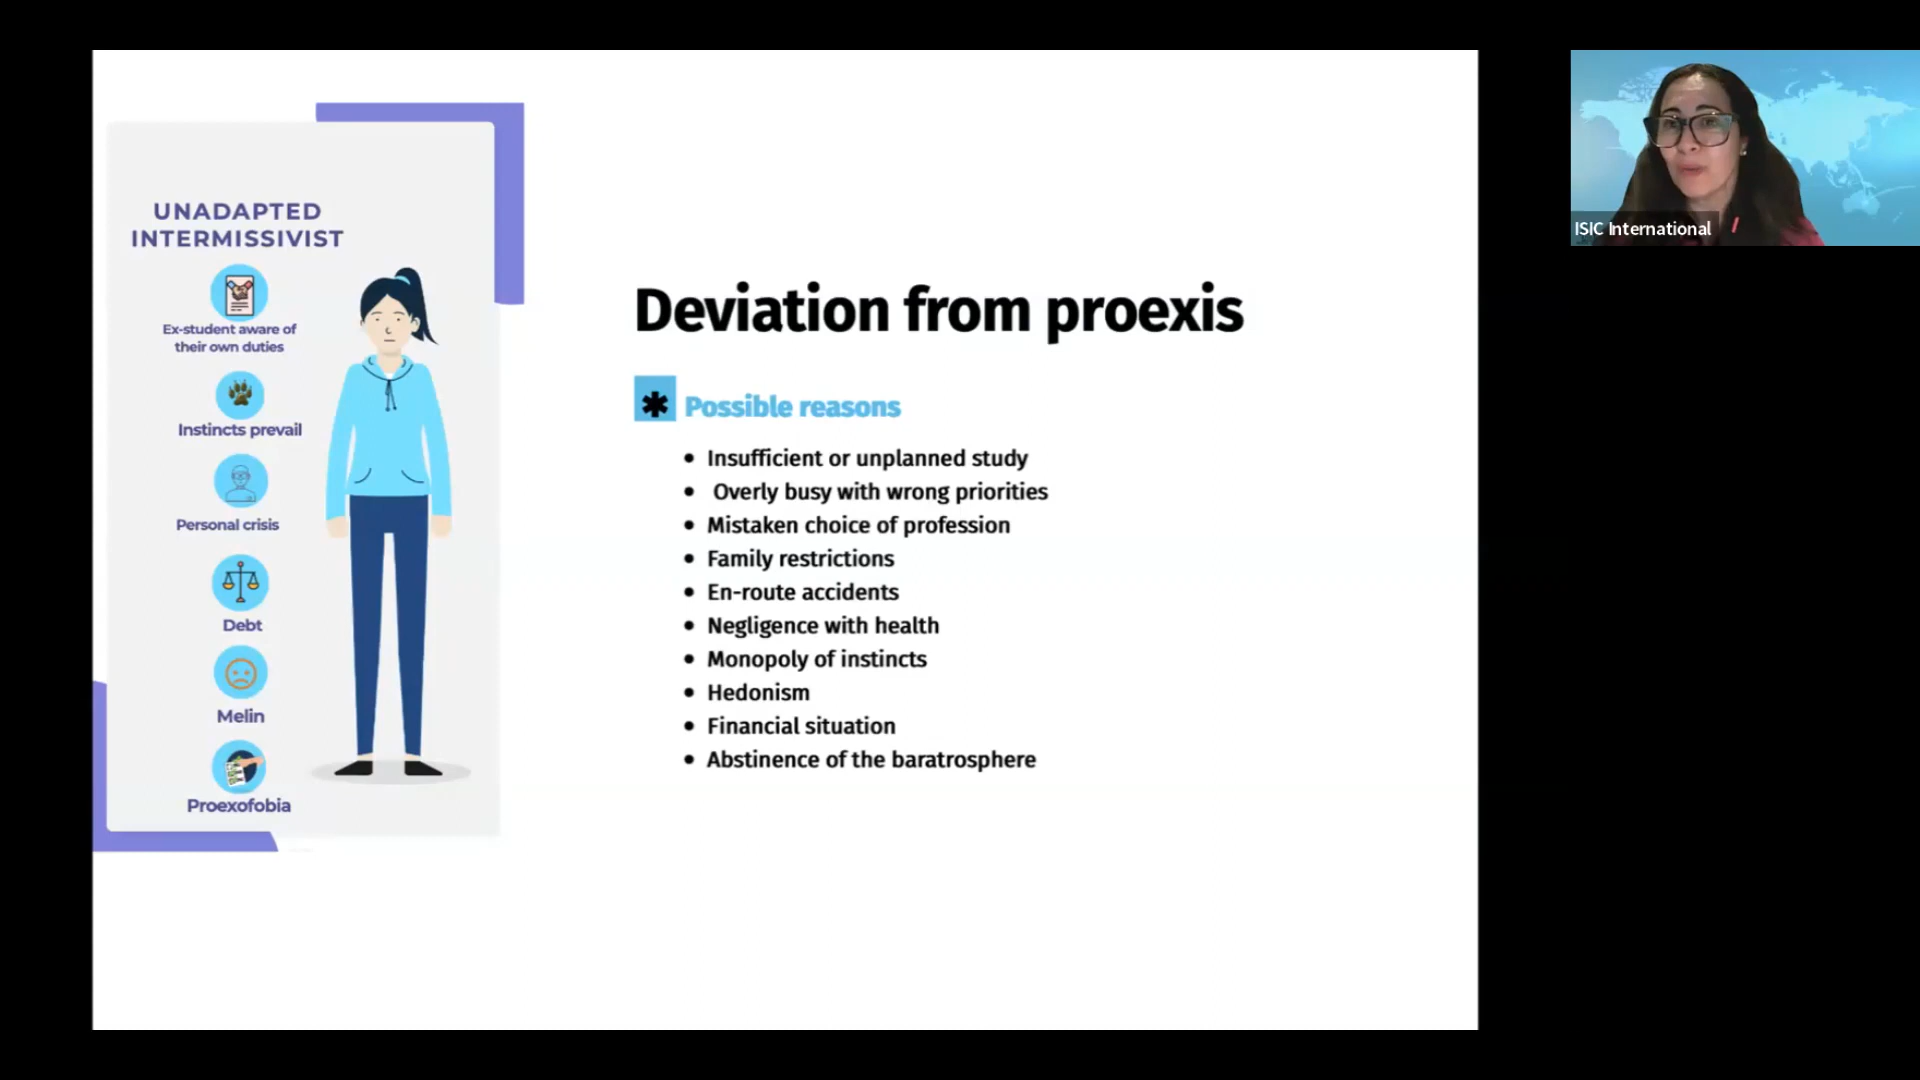 UNADAPTED
INTERMISSIVIST
Ex-student aware of
their own duties
Instincts prevail
Personal crisis
Debt
Melin
Proexofobia
Deviation from proexis
* Possible reasons
• Insufficient or unplanned study
• Overly busy with wrong priorities
• Mistaken choice of profession
• Family restrictions
• En-route accidents
• Negligence with health
• Monopoly of instincts
• Hedonism
• Financial situation
• Abstinence of the baratrosphere
ISIC International